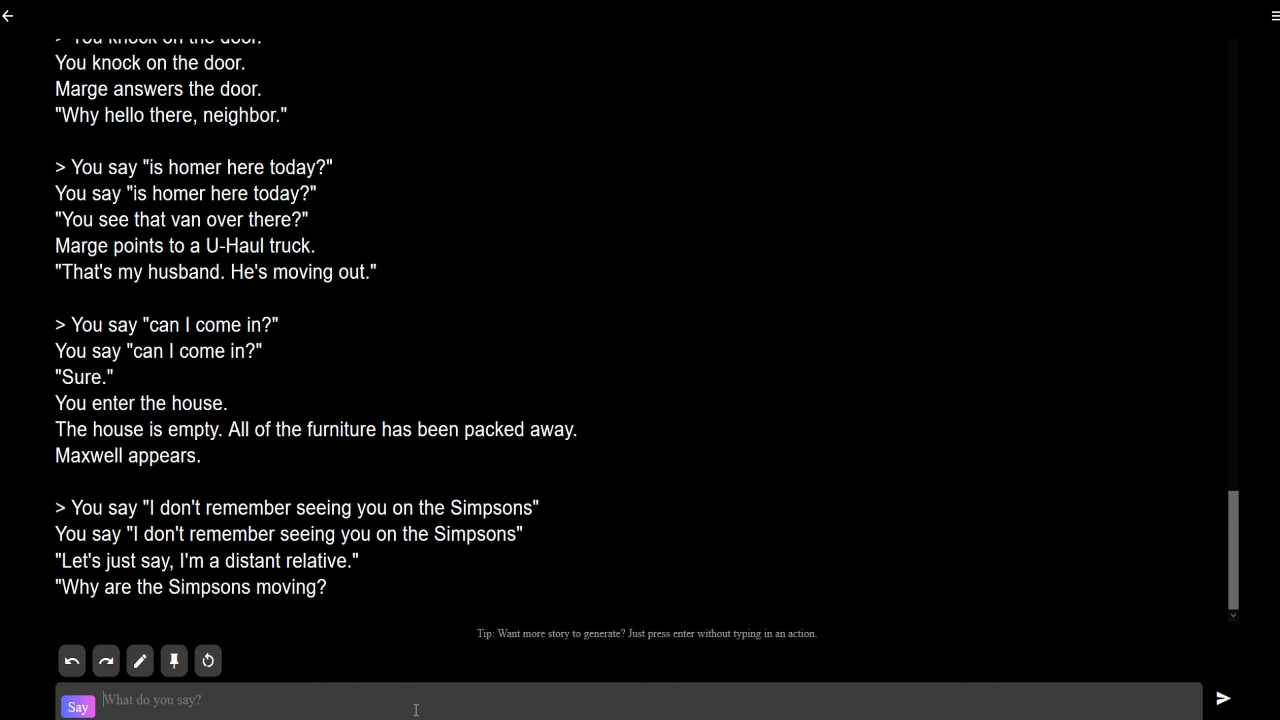 > You knock on the door.
You knock on the door.
Marge answers the door.
"Why hello there, neighbor."
> You say "is homer here today?"
You say "is homer here today?"
"You see that van over there?"
Marge points to a U-Haul truck.
"That's my husband. He's moving out."
> You say "can I come in?"
You say "can I come in?"
"Sure."
You enter the house.
The house is empty. All of the furniture has been packed away.
Maxwell appears.
> You say "I don't remember seeing you on the Simpsons"
You say "I don't remember seeing you on the Simpsons"
"Let's just say, I'm a distant relative."
"Why are the Simpsons moving?
Tip: Want more story to generate? Just press enter without typing in an action.
Say What do you say?